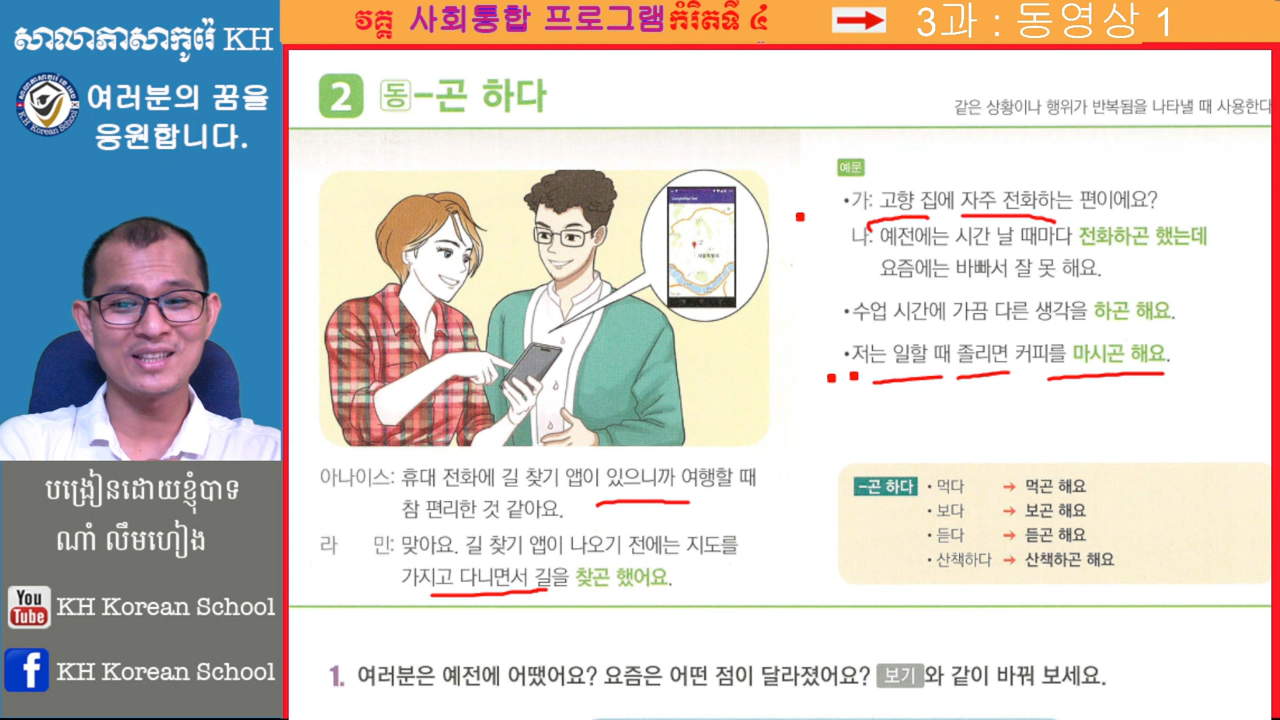 សាលាភាសាកូរ៉េ KH
여러분의 꿈을
응원합니다.
វគ្គ 사회통합 프로그램 កំរិតទី ៤
3과 : 동영상 1
2 동-곤 하다
같은 상황이나 행위가 반복됨을 나타낼 때 사용한다
예문
•가: 고향 집에 자주 전화하는 편이에요?
나: 예전에는 시간 날 때마다 전화하곤 했는데
요즘에는 바빠서 잘 못 해요.
•수업 시간에 가끔 다른 생각을 하곤 해요.
•저는 일할 때 졸리면 커피를 마시곤 해요.
아나이스: 휴대 전화에 길 찾기 앱이 있으니까 여행할 때
참 편리한 것 같아요.
라 민: 맞아요. 길 찾기 앱이 나오기 전에는 지도를
가지고 다니면서 길을 찾곤 했어요.
-곤 하다 •먹다 → 먹곤 해요
•보다 → 보곤 해요
•듣다 → 듣곤 해요
•산책하다 → 산책하곤 해요
1. 여러분은 예전에 어땠어요? 요즘은 어떤 점이 달라졌어요? 보기 와 같이 바꿔 보세요.
បង្រៀនដោយខ្ញុំបាទ
ណាំ លឹមហៀង
You Tube KH Korean School
f KH Korean School